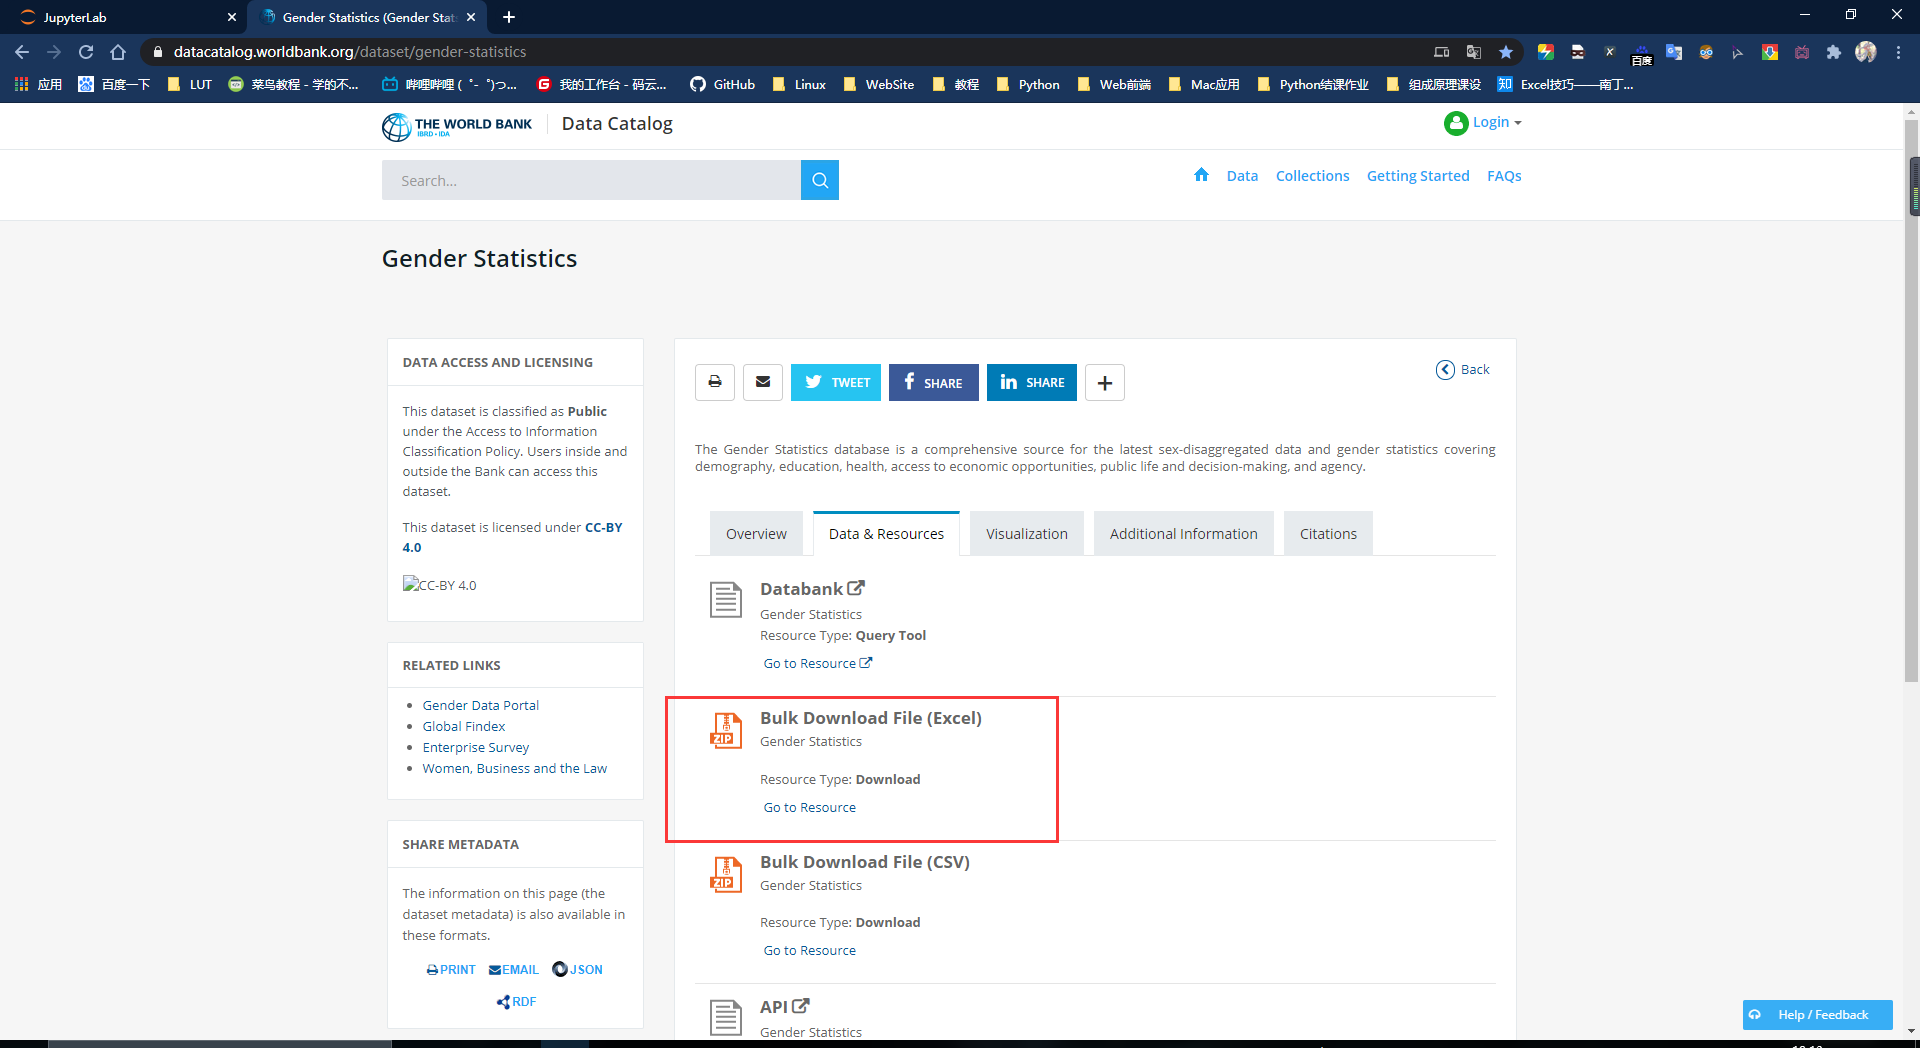 JupyterLab
Gender Statistics (Gender Stat
datacatalog.worldbank.org/dataset/gender-statistics
百度
应用
百度一下
LUT
菜鸟教程 - 学的不...
哔哩哔哩 ( ゜- ゜)つ...
我的工作台 - 码云...
GitHub
Linux
WebSite
教程
Python
Web前端
Mac应用
Python结课作业
组成原理课设
知
Excel技巧——南丁...
THE WORLD BANK
IBRD • IDA
Data Catalog
Login
Search...
Data
Collections
Getting Started
FAQs
Gender Statistics
DATA ACCESS AND LICENSING
This dataset is classified as Public
under the Access to Information
Classification Policy. Users inside and
outside the Bank can access this
dataset.
This dataset is licensed under CC-BY
4.0
CC-BY 4.0
RELATED LINKS
Gender Data Portal
Global Findex
Enterprise Survey
Women, Business and the Law
SHARE METADATA
The information on this page (the
dataset metadata) is also available in
these formats.
PRINT
EMAIL
JSON
RDF
TWEET
SHARE
SHARE
Back
The Gender Statistics database is a comprehensive source for the latest sex-disaggregated data and gender statistics covering
demography, education, health, access to economic opportunities, public life and decision-making, and agency.
Overview
Data & Resources
Visualization
Additional Information
Citations
Databank
Gender Statistics
Resource Type: Query Tool
Go to Resource
ZIP
Bulk Download File (Excel)
Gender Statistics
Resource Type: Download
Go to Resource
ZIP
Bulk Download File (CSV)
Gender Statistics
Resource Type: Download
Go to Resource
API
Gender Statistics
Help / Feedback